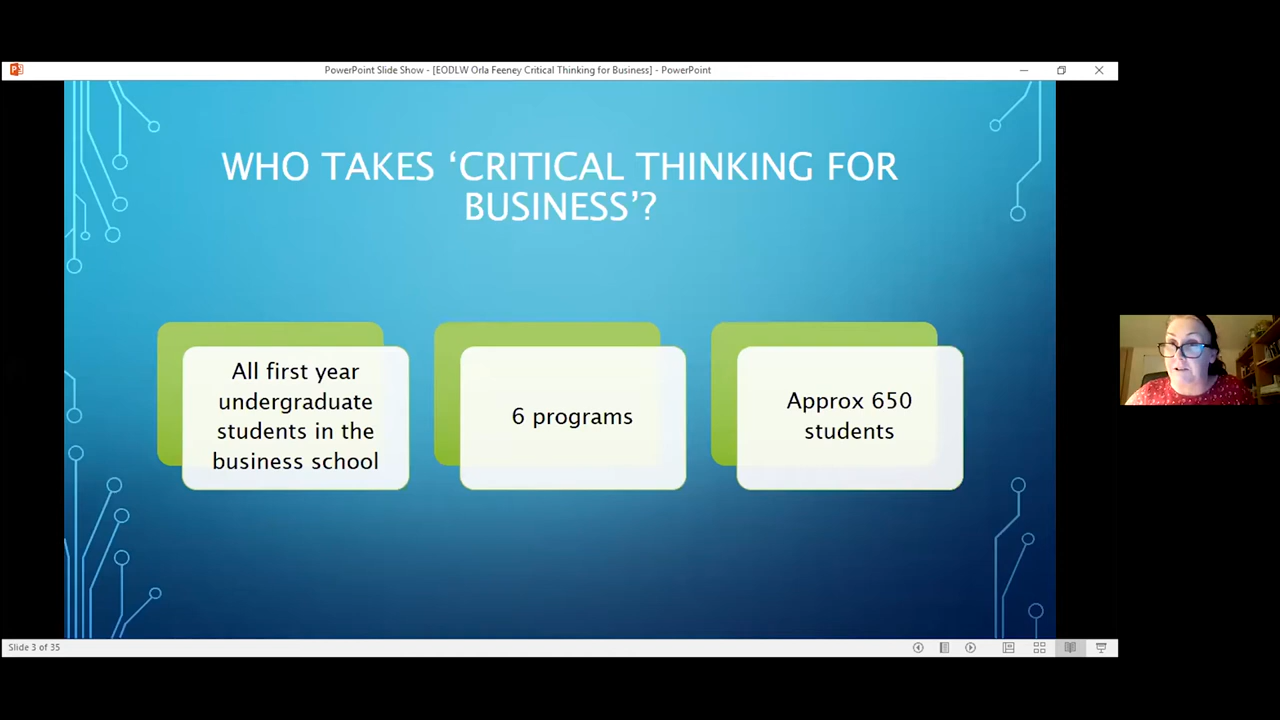 PowerPoint Slide Show - [EODLW Orla Feeney Critical Thinking for Business] - PowerPoint
WHO TAKES ‘CRITICAL THINKING FOR
BUSINESS’?
All first year
undergraduate
students in the
business school
6 programs
Approx 650
students
Slide 3 of 35